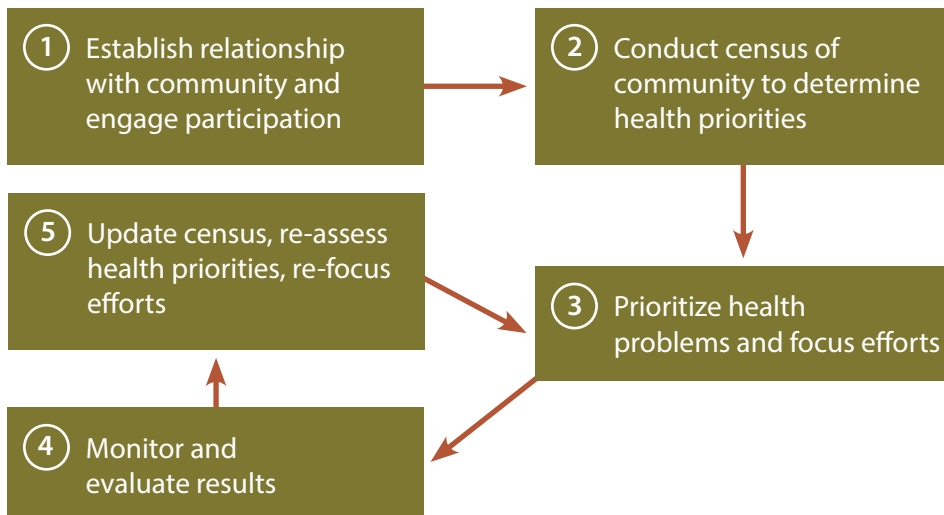 1 Establish relationship
with community and
engage participation
2 Conduct census of
community to determine
health priorities
3 Prioritize health
problems and focus efforts
4 Monitor and
evaluate results
5 Update census, re-assess
health priorities, re-focus
efforts